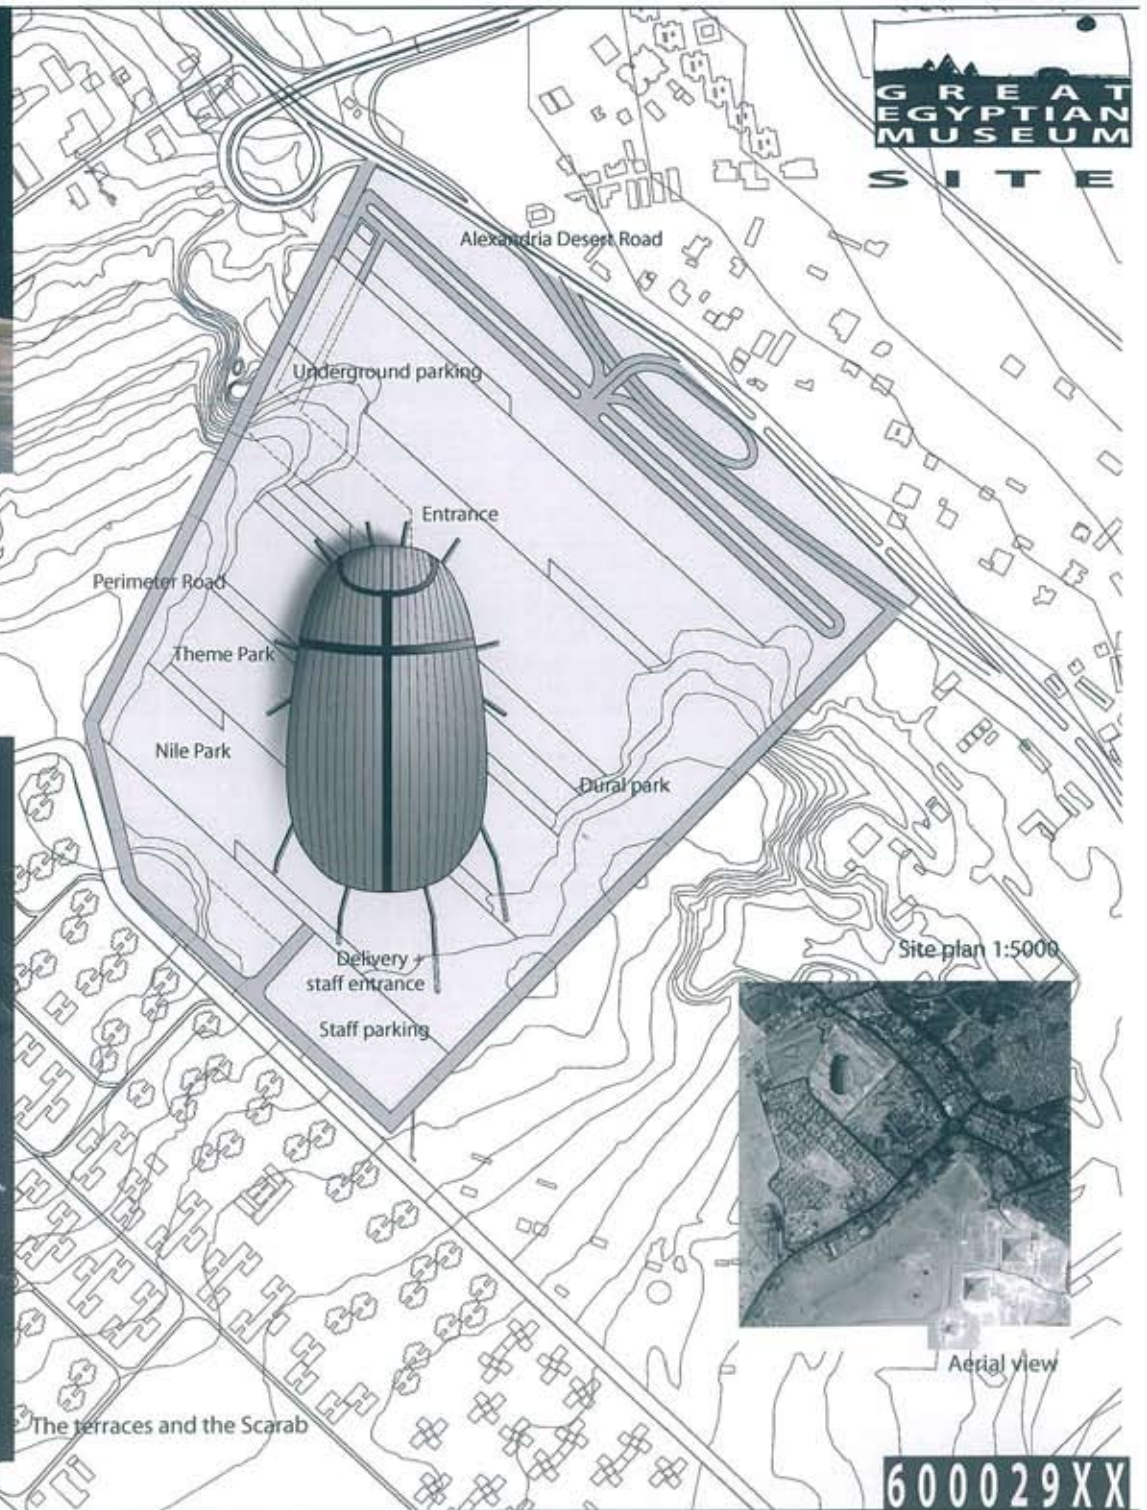 GREAT
EGYPTIAN
MUSEUM
SITE
Alexandria Desert Road
Underground parking
Entrance
Perimeter Road
Theme Park
Nile Park
Dural park
Delivery +
staff entrance
Staff parking
Site plan 1:5000
Aerial view
The terraces and the Scarab
600029XX